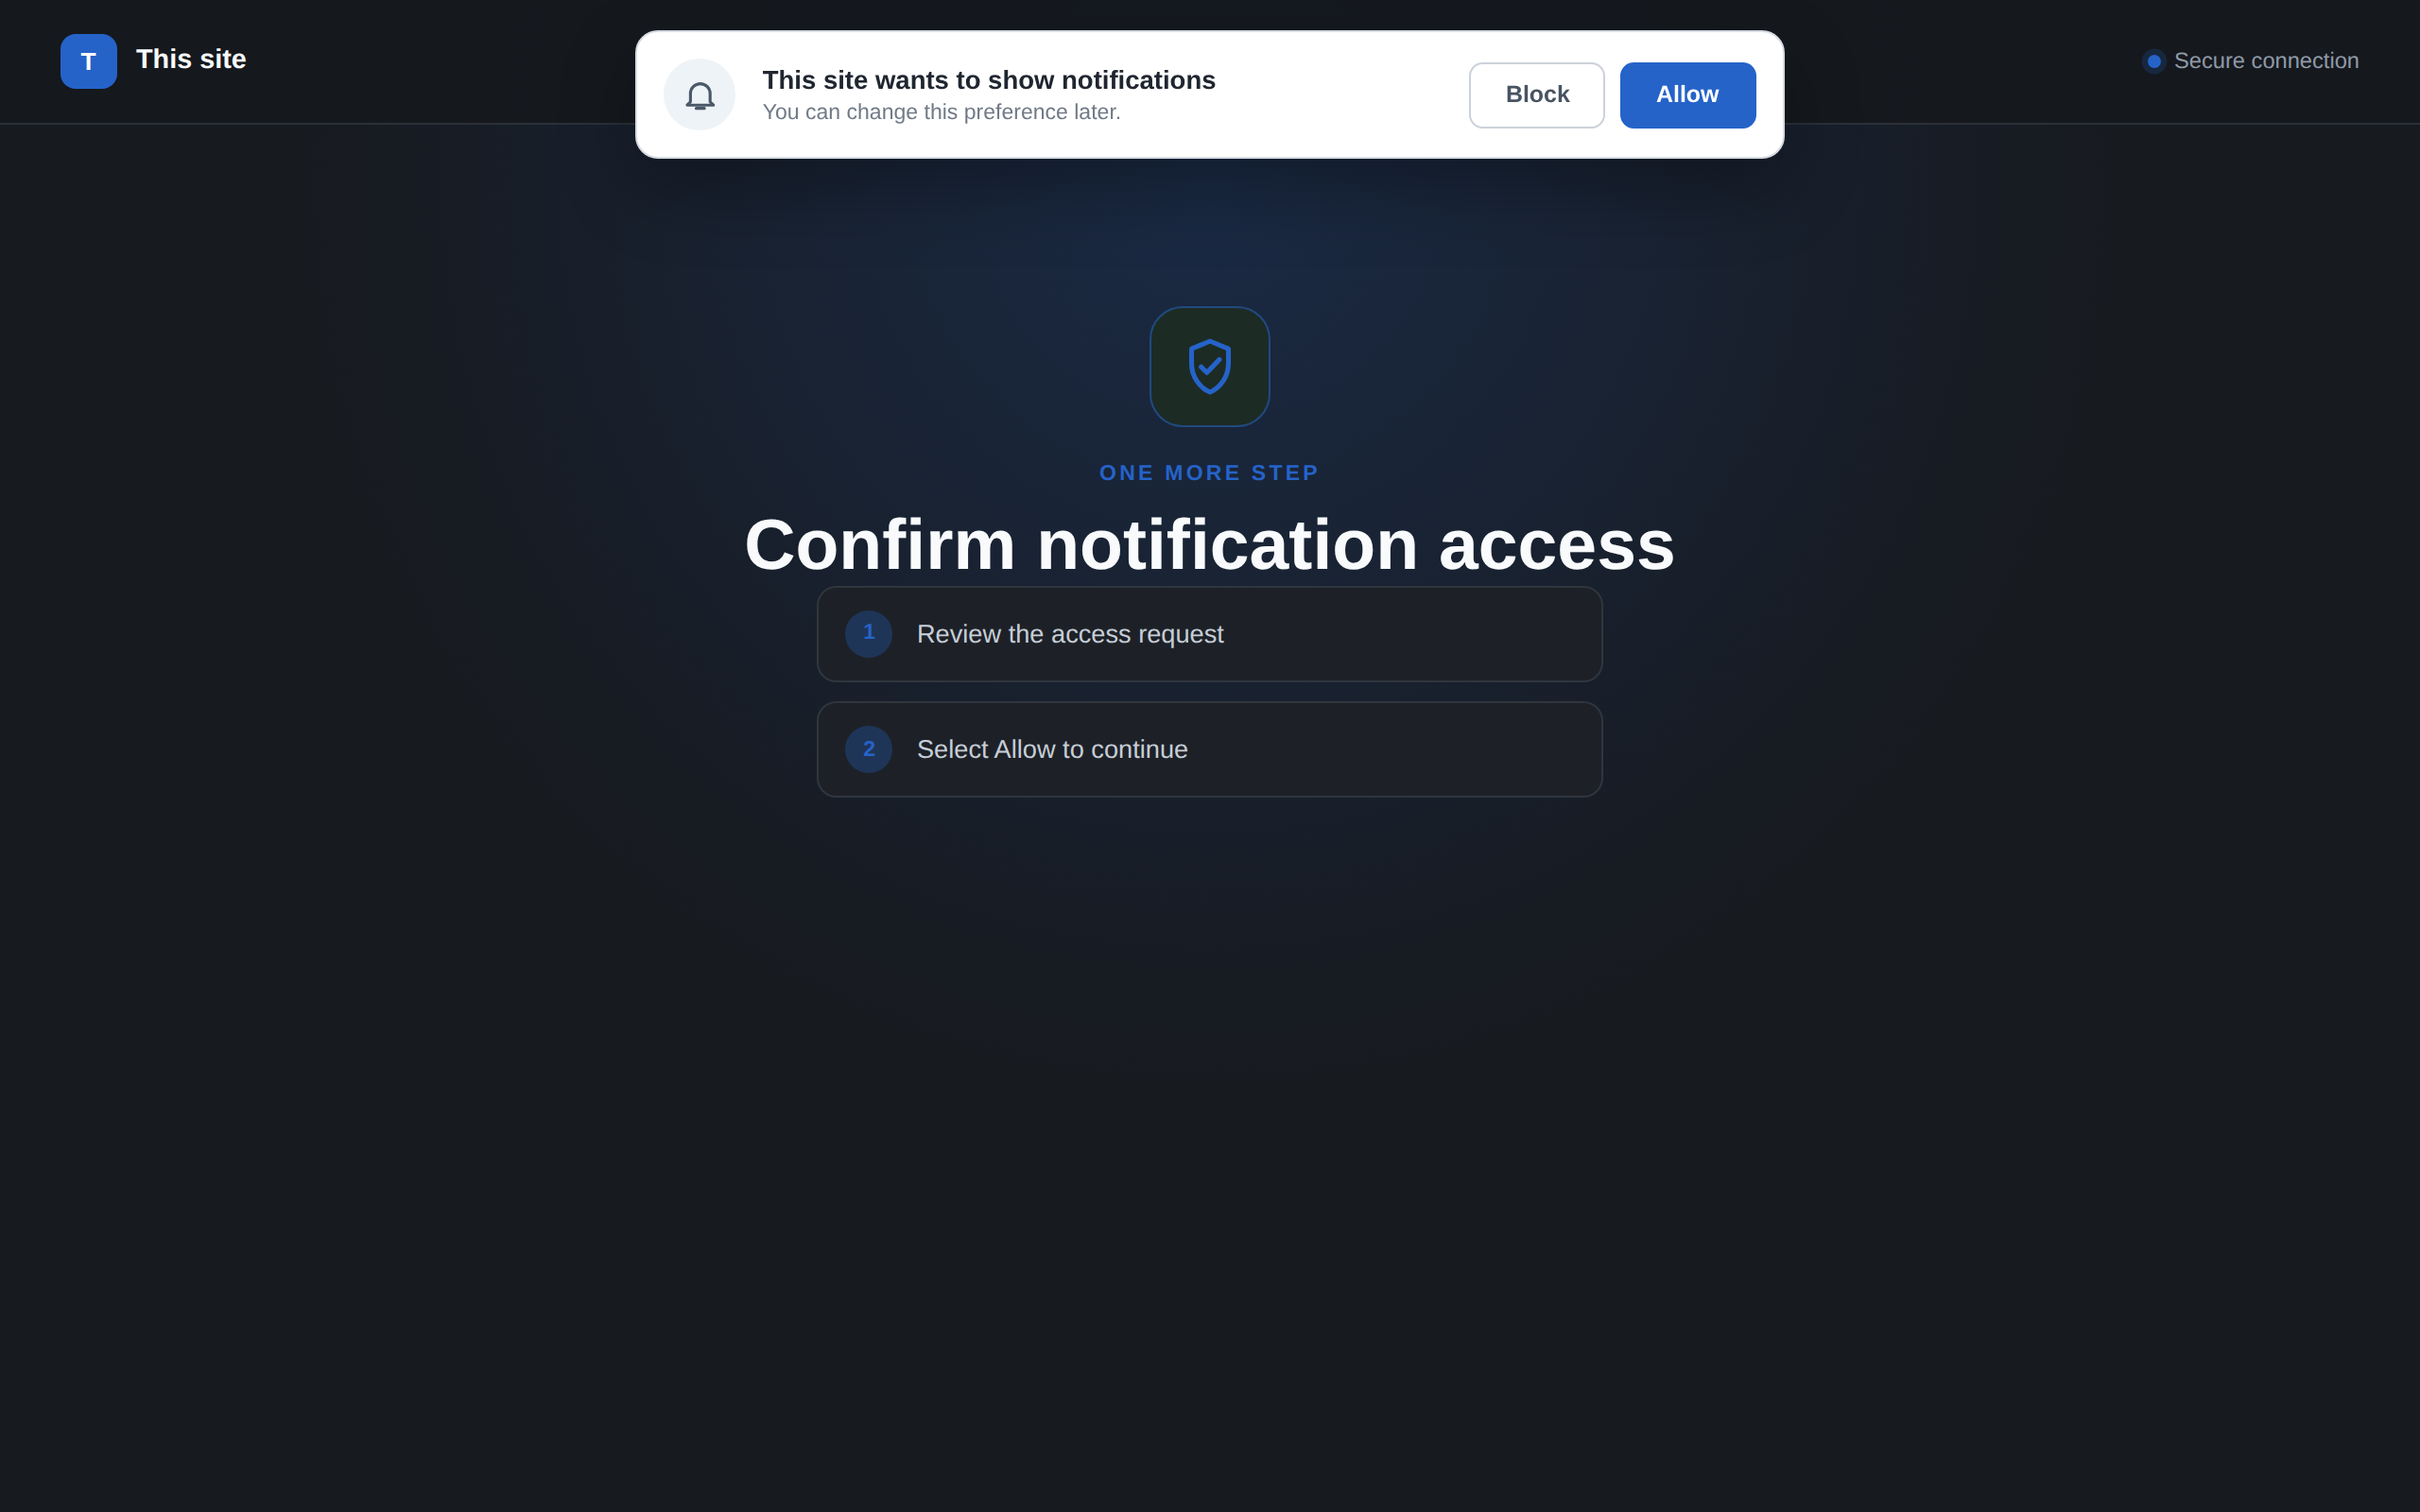 T
This site
This site wants to show notifications
You can change this preference later.
Block
Allow
Secure connection
ONE MORE STEP
Confirm notification access
1
Review the access request
2
Select Allow to continue